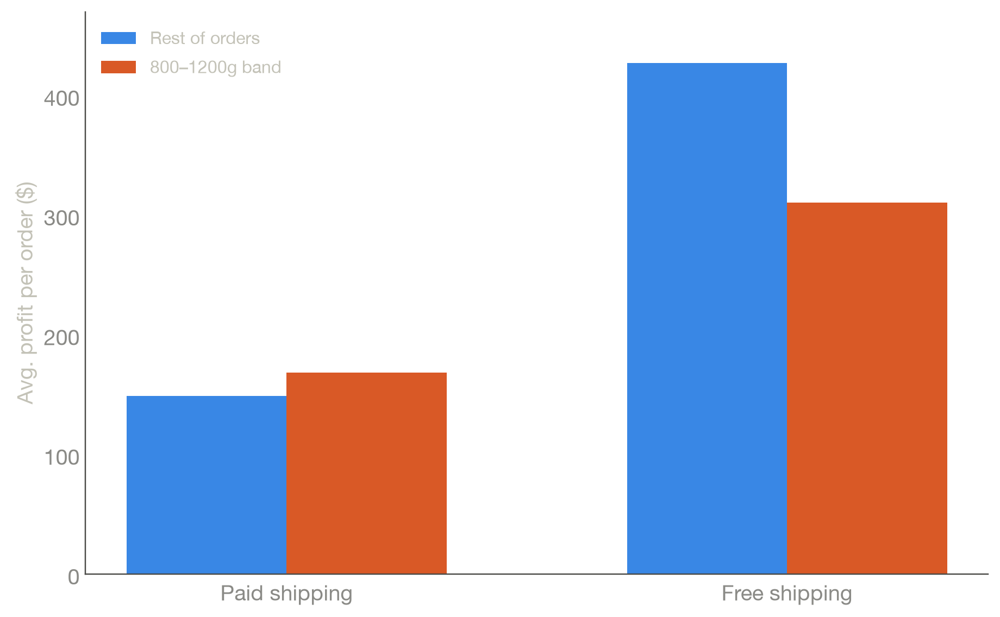 Rest of orders
800–1200g band
Avg. profit per order ($)
400
300
200
100
0
Paid shipping
Free shipping